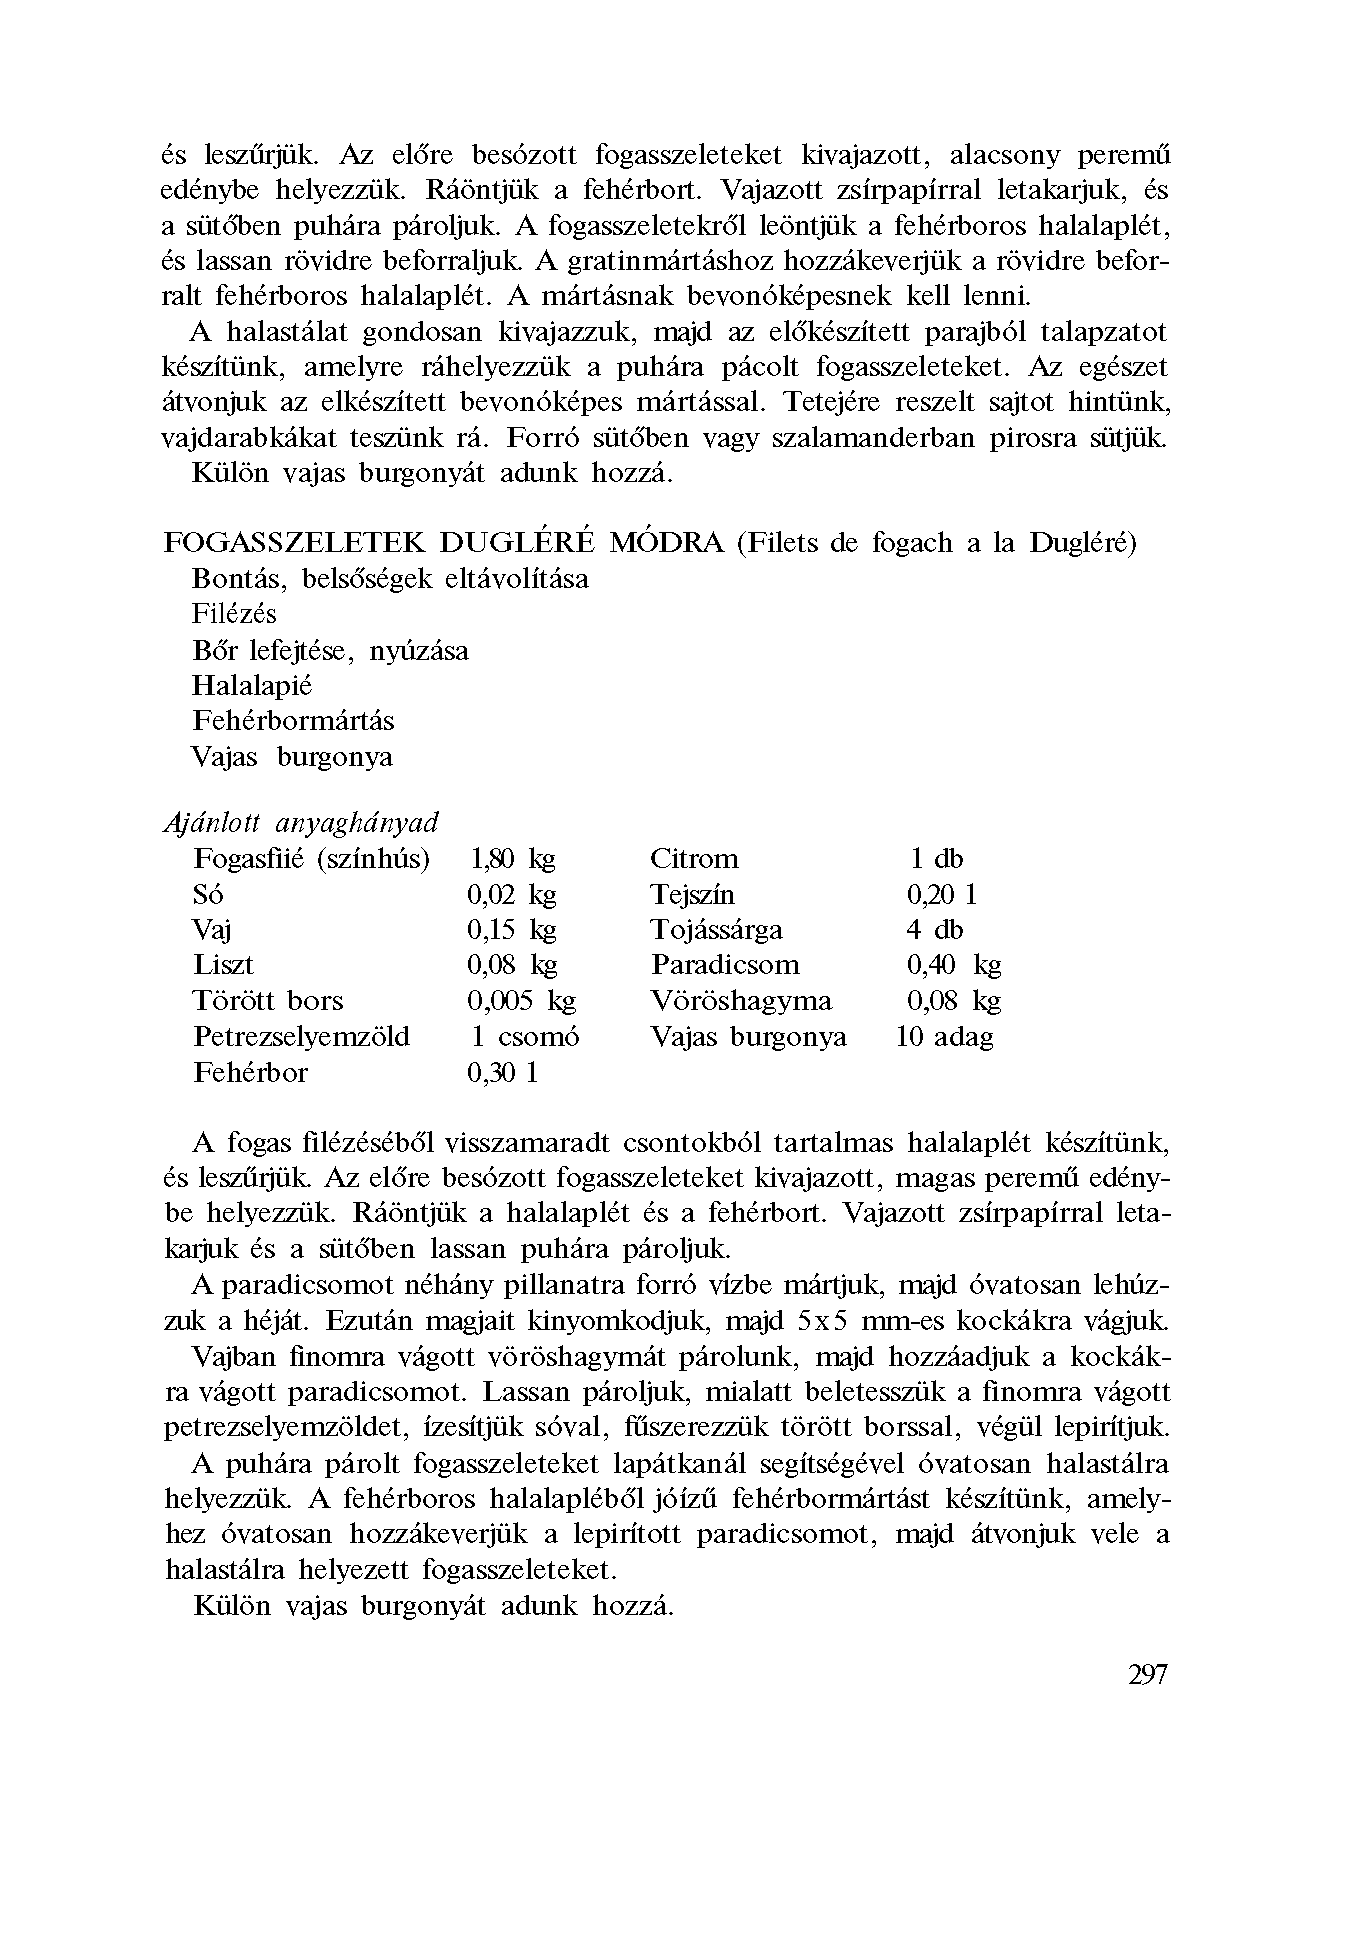 és leszűrjük. Az előre besózott fogasszeleteket kivajazott, alacsony peremű
edénybe helyezzük. Ráöntjük a fehérbort. Vajazott zsírpapírral letakarjuk, és
a sütőben puhára pároljuk. A fogasszeletekről leöntjük a fehérboros halalaplét,
és lassan rövidre beforraljuk. A gratinmártáshoz hozzákeverjük a rövidre befor-
ralt fehérboros halalaplét. A mártásnak bevonóképesnek kell lenni.
A halastálat gondosan kivajazzuk, majd az előkészített parajból talapzatot
készítünk, amelyre ráhelyezzük a puhára pácolt fogasszeleteket. Az egészet
átvonjuk az elkészített bevonóképes mártással. Tetejére reszelt sajtot hintünk,
vajdarabkákat teszünk rá. Forró sütőben vagy szalamanderban pirosra sütjük.
Külön vajas burgonyát adunk hozzá.
FOGASSZELETEK DUGLÉRÉ MÓDRA (Filets de fogach a la Dugléré)
Bontás, belsőségek eltávolítása
Filézés
Bőr lefejtése, nyúzása
Halalapié
Fehérbormártás
Vajas burgonya
Ajánlott anyaghányad
Fogasfiié (színhús) 1,80 kg Citrom 1 db
Só 0,02 kg Tejszín 0,20 l
Vaj 0,15 kg Tojássárga 4 db
Liszt 0,08 kg Paradicsom 0,40 kg
Törött bors 0,005 kg Vöröshagyma 0,08 kg
Petrezselyemzöld 1 csomó Vajas burgonya 10 adag
Fehérbor 0,30 l
A fogas filézéséből visszamaradt csontokból tartalmas halalaplét készítünk,
és leszűrjük. Az előre besózott fogasszeleteket kivajazott, magas peremű edény-
be helyezzük. Ráöntjük a halalaplét és a fehérbort. Vajazott zsírpapírral leta-
karjuk és a sütőben lassan puhára pároljuk.
A paradicsomot néhány pillanatra forró vízbe mártjuk, majd óvatosan lehúz-
zuk a héját. Ezután magjait kinyomkodjuk, majd 5x5 mm-es kockákra vágjuk.
Vajban finomra vágott vöröshagymát párolunk, majd hozzáadjuk a kockák-
ra vágott paradicsomot. Lassan pároljuk, mialatt beletesszük a finomra vágott
petrezselyemzöldet, ízesítjük sóval, fűszerezzük törött borssal, végül lepirítjuk.
A puhára párolt fogasszeleteket lapátkanál segítségével óvatosan halastálra
helyezzük. A fehérboros halalapléből jóízű fehérbormártást készítünk, amely-
hez óvatosan hozzákeverjük a lepirított paradicsomot, majd átvonjuk vele a
halastálra helyezett fogasszeleteket.
Külön vajas burgonyát adunk hozzá.
297